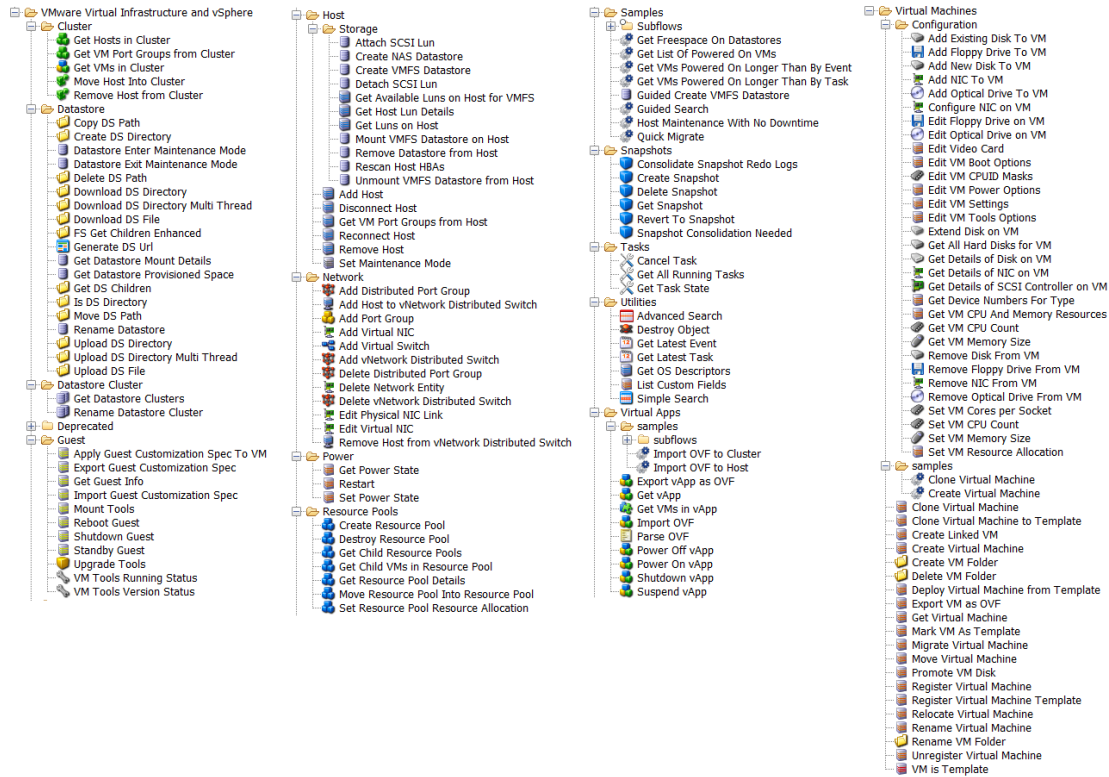 VMware Virtual Infrastructure and vSphere
Cluster
Get Hosts in Cluster
Get VM Port Groups from Cluster
Get VMs in Cluster
Move Host Into Cluster
Remove Host from Cluster
Datastore
Copy DS Path
Create DS Directory
Datastore Enter Maintenance Mode
Datastore Exit Maintenance Mode
Delete DS Path
Download DS Directory
Download DS Directory Multi Thread
Download DS File
FS Get Children Enhanced
Generate DS Url
Get Datastore Mount Details
Get Datastore Provisioned Space
Get DS Children
Is DS Directory
Move DS Path
Rename Datastore
Upload DS Directory
Upload DS Directory Multi Thread
Upload DS File
Datastore Cluster
Get Datastore Clusters
Rename Datastore Cluster
Deprecated
Guest
Apply Guest Customization Spec To VM
Export Guest Customization Spec
Get Guest Info
Import Guest Customization Spec
Mount Tools
Reboot Guest
Shutdown Guest
Standby Guest
Upgrade Tools
VM Tools Running Status
VM Tools Version Status
Host
Storage
Attach SCSI Lun
Create NAS Datastore
Create VMFS Datastore
Detach SCSI Lun
Get Available Luns on Host for VMFS
Get Host Lun Details
Get Luns on Host
Mount VMFS Datastore on Host
Remove Datastore from Host
Rescan Host HBAs
Unmount VMFS Datastore from Host
Add Host
Disconnect Host
Get VM Port Groups from Host
Reconnect Host
Remove Host
Set Maintenance Mode
Network
Add Distributed Port Group
Add Host to vNetwork Distributed Switch
Add Port Group
Add Virtual NIC
Add Virtual Switch
Add vNetwork Distributed Switch
Delete Distributed Port Group
Delete Network Entity
Delete vNetwork Distributed Switch
Edit Physical NIC Link
Edit Virtual NIC
Remove Host from vNetwork Distributed Switch
Power
Get Power State
Restart
Set Power State
Resource Pools
Create Resource Pool
Destroy Resource Pool
Get Child Resource Pools
Get Child VMs in Resource Pool
Get Resource Pool Details
Move Resource Pool Into Resource Pool
Set Resource Pool Resource Allocation
Samples
Subflows
Get Freespace On Datastores
Get List Of Powered On VMs
Get VMs Powered On Longer Than By Event
Get VMs Powered On Longer Than By Task
Guided Create VMFS Datastore
Guided Search
Host Maintenance With No Downtime
Quick Migrate
Snapshots
Consolidate Snapshot Redo Logs
Create Snapshot
Delete Snapshot
Get Snapshot
Revert To Snapshot
Snapshot Consolidation Needed
Tasks
Cancel Task
Get All Running Tasks
Get Task State
Utilities
Advanced Search
Destroy Object
Get Latest Event
Get Latest Task
Get OS Descriptors
List Custom Fields
Simple Search
Virtual Apps
samples
subflows
Import OVF to Cluster
Import OVF to Host
Export vApp as OVF
Get vApp
Get VMs in vApp
Import OVF
Parse OVF
Power Off vApp
Power On vApp
Shutdown vApp
Suspend vApp
Virtual Machines
Configuration
Add Existing Disk To VM
Add Floppy Drive To VM
Add New Disk To VM
Add NIC To VM
Add Optical Drive To VM
Configure NIC on VM
Edit Floppy Drive on VM
Edit Optical Drive on VM
Edit Video Card
Edit VM Boot Options
Edit VM CPUID Masks
Edit VM Power Options
Edit VM Settings
Edit VM Tools Options
Extend Disk on VM
Get All Hard Disks for VM
Get Details of Disk on VM
Get Details of NIC on VM
Get Details of SCSI Controller on VM
Get Device Numbers For Type
Get VM CPU And Memory Resources
Get VM CPU Count
Get VM Memory Size
Remove Disk From VM
Remove Floppy Drive From VM
Remove NIC From VM
Remove Optical Drive From VM
Set VM Cores per Socket
Set VM CPU Count
Set VM Memory Size
Set VM Resource Allocation
samples
Clone Virtual Machine
Create Virtual Machine
Clone Virtual Machine
Clone Virtual Machine to Template
Create Linked VM
Create Virtual Machine
Create VM Folder
Delete VM Folder
Deploy Virtual Machine from Template
Export VM as OVF
Get Virtual Machine
Mark VM As Template
Migrate Virtual Machine
Move Virtual Machine
Promote VM Disk
Register Virtual Machine
Register Virtual Machine Template
Relocate Virtual Machine
Rename Virtual Machine
Rename VM Folder
Unregister Virtual Machine
VM is Template